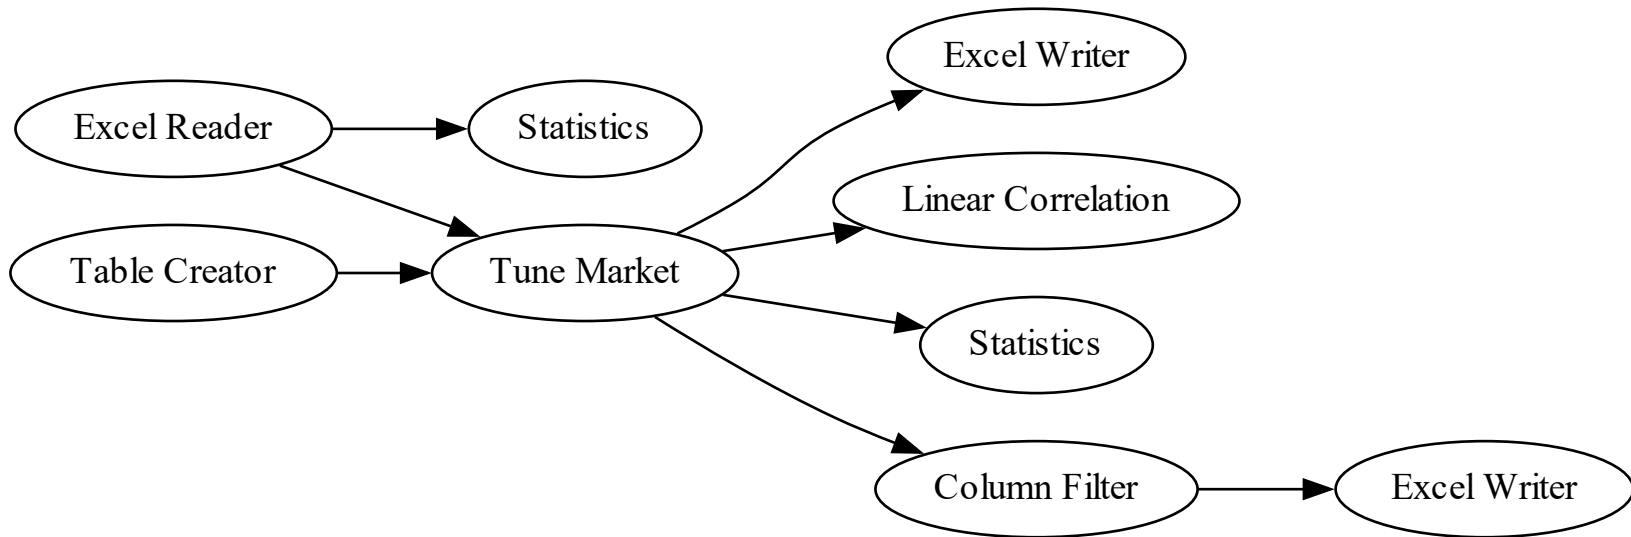 Excel Writer
Excel Reader
Statistics
Linear Correlation
Table Creator
Tune Market
Statistics
Column Filter
Excel Writer